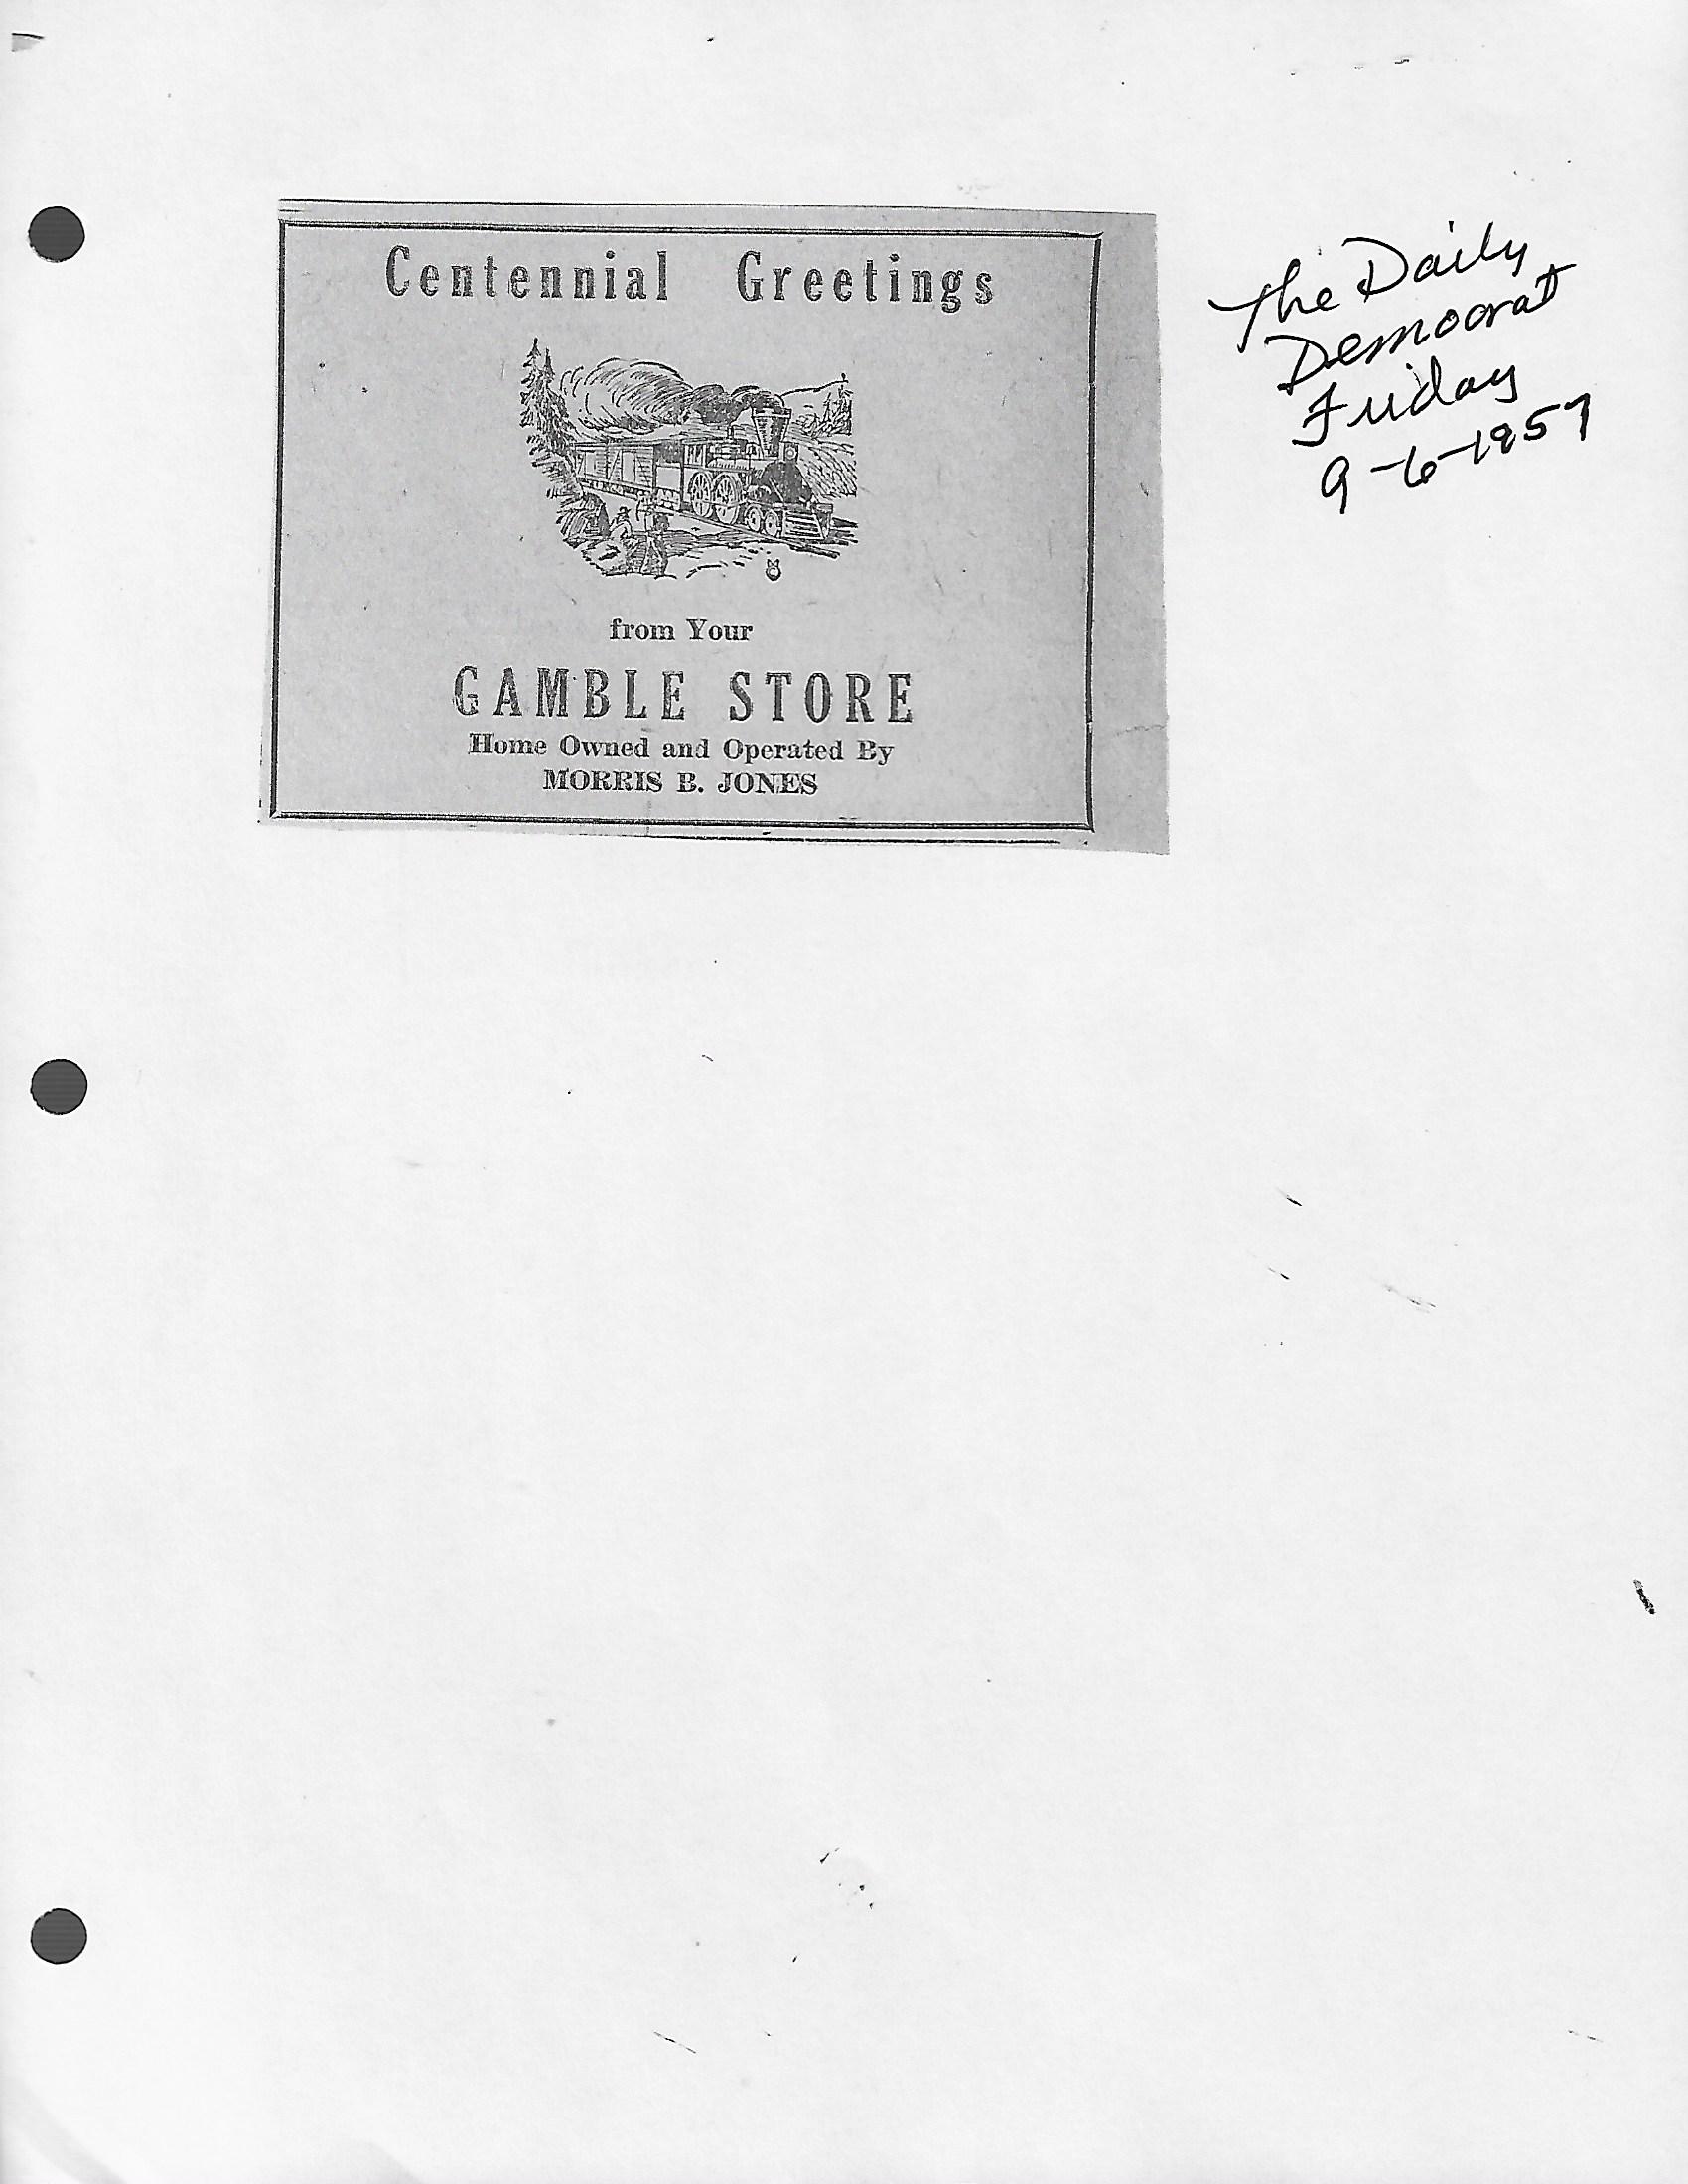 Centennial Greetings
from Your
GAMBLE STORE
Home Owned and Operated By
MORRIS B. JONES
The Daily
Democrat
Friday
9-6-1957